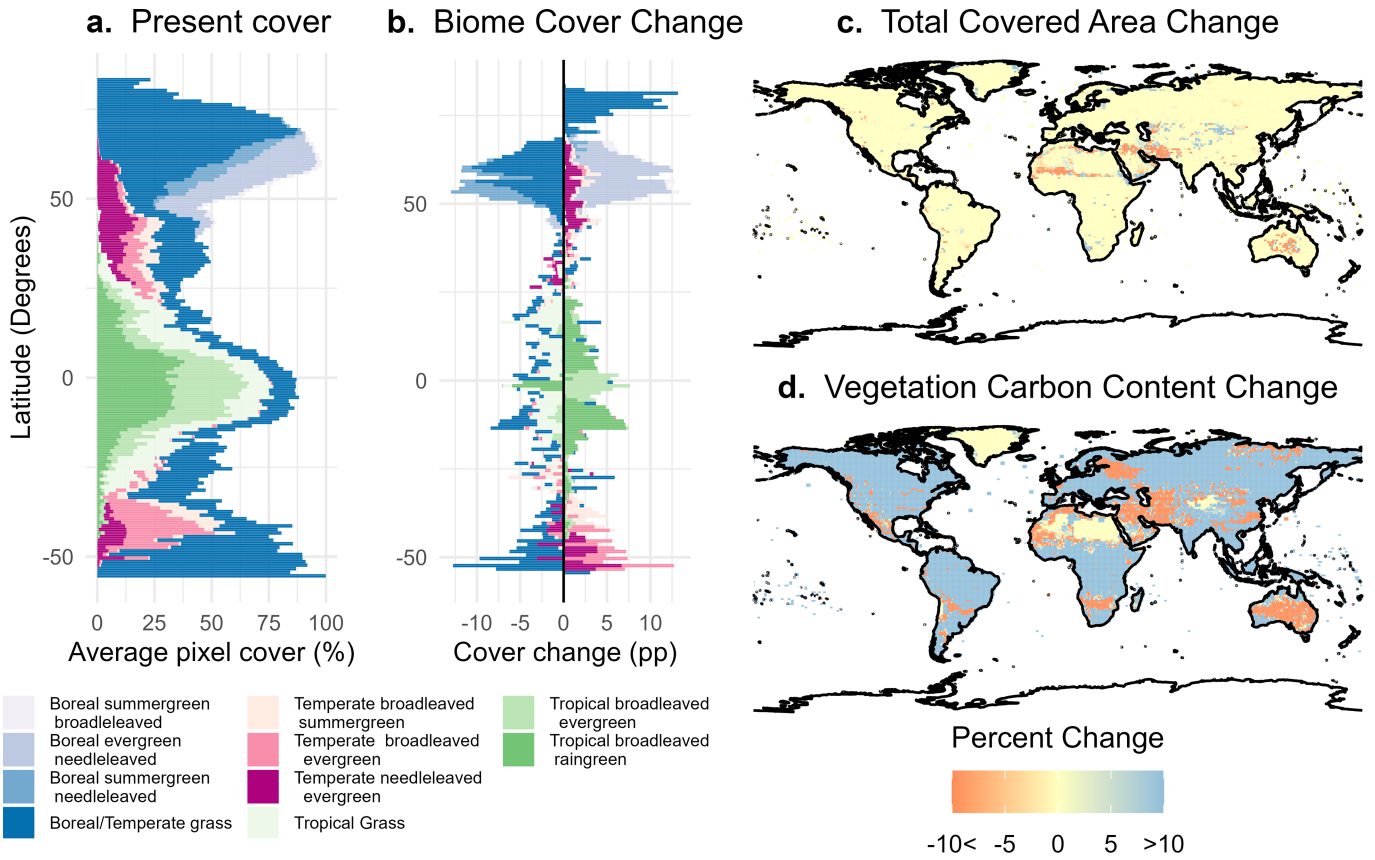 a. Present cover
b. Biome Cover Change
c. Total Covered Area Change
Latitude (Degrees)
50
0
-50
0 25 50 75 100
Average pixel cover (%)
50
0
-50
-10 -5 0 5 10
Cover change (pp)
d. Vegetation Carbon Content Change
Boreal summergreen
broadleleaved
Boreal evergreen
needleleaved
Boreal summergreen
needleleaved
Boreal/Temperate grass
Temperate broadleaved
summergreen
Temperate broadleaved
evergreen
Temperate needleleaved
evergreen
Tropical Grass
Tropical broadleaved
evergreen
Tropical broadleaved
raingreen
Percent Change
-10< -5 0 5 >10